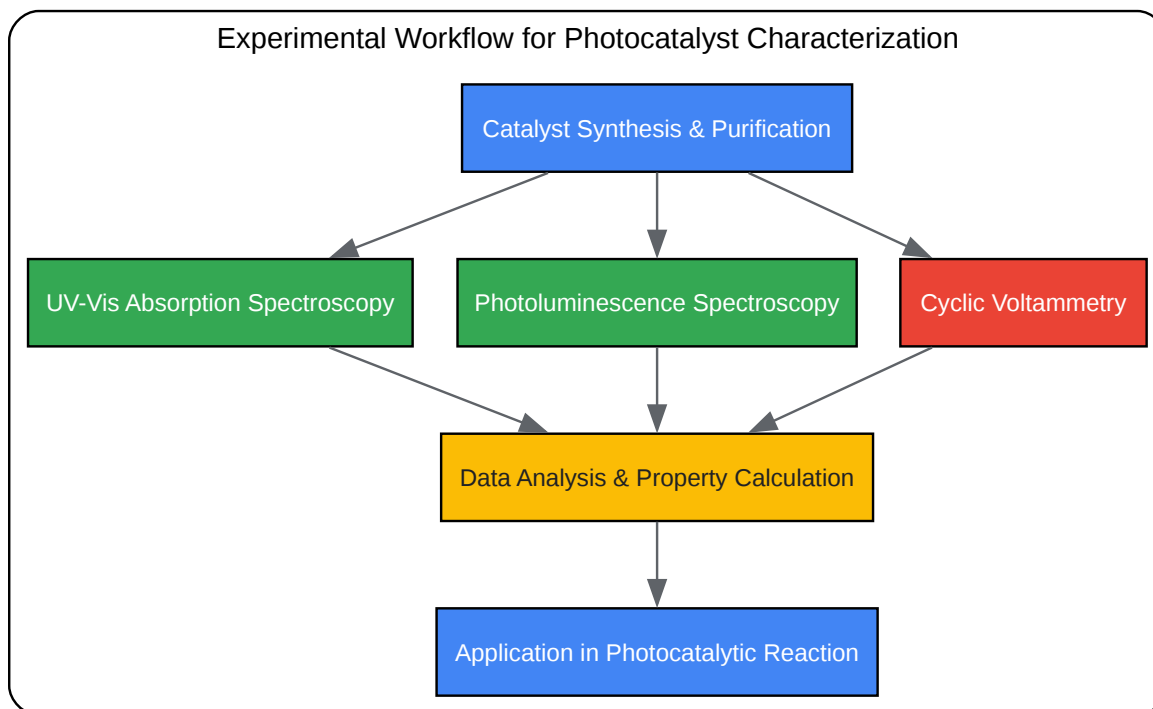 Experimental Workflow for Photocatalyst Characterization
Catalyst Synthesis & Purification
UV-Vis Absorption Spectroscopy
Photoluminescence Spectroscopy
Cyclic Voltammetry
Data Analysis & Property Calculation
Application in Photocatalytic Reaction